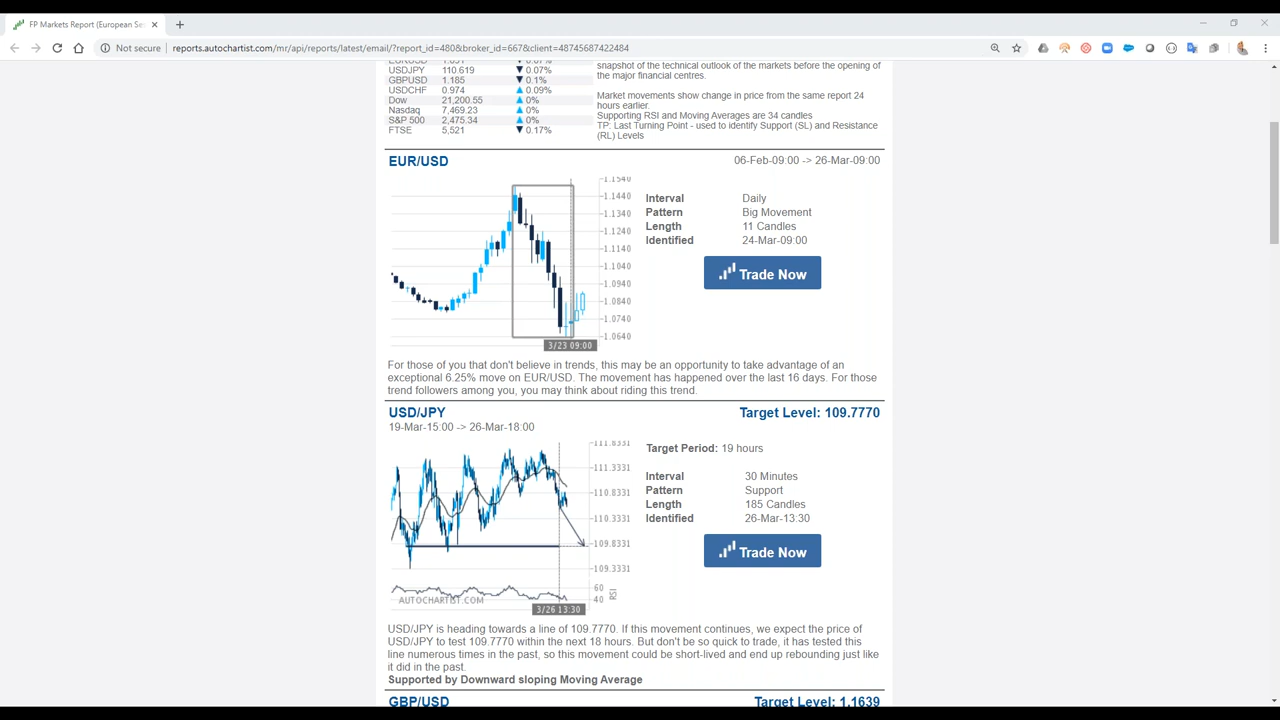 FP Markets Report (European Se
Not secure
reports.autochartist.com/mr/api/reports/latest/email/?report_id=480&broker_id=667&client=48745687422484
USDJPY 110.619 0.07%
GBPUSD 1.185 0.1%
USDCHF 0.974 0.09%
Dow 21,200.55 0%
Nasdaq 7,469.23 0%
S&P 500 2,475.34 0%
FTSE 5,521 0.17%
snapshot of the technical outlook of the markets before the opening of
the major financial centres.
Market movements show change in price from the same report 24
hours earlier.
Supporting RSI and Moving Averages are 34 candles
TP: Last Turning Point - used to identify Support (SL) and Resistance
(RL) Levels
EUR/USD
06-Feb-09:00 -> 26-Mar-09:00
1.1540
1.1440
1.1340
1.1240
1.1140
1.1040
1.0940
1.0840
1.0740
1.0640
3/23 09:00
Interval Daily
Pattern Big Movement
Length 11 Candles
Identified 24-Mar-09:00
Trade Now
For those of you that don't believe in trends, this may be an opportunity to take advantage of an
exceptional 6.25% move on EUR/USD. The movement has happened over the last 16 days. For those
trend followers among you, you may think about riding this trend.
USD/JPY
Target Level: 109.7770
19-Mar-15:00 -> 26-Mar-18:00
111.8331
111.3331
110.8331
110.3331
109.8331
109.3331
60
40
RSI
AUTOCHARTIST.COM
3/26 13:30
Target Period: 19 hours
Interval 30 Minutes
Pattern Support
Length 185 Candles
Identified 26-Mar-13:30
Trade Now
USD/JPY is heading towards a line of 109.7770. If this movement continues, we expect the price of
USD/JPY to test 109.7770 within the next 18 hours. But don't be so quick to trade, it has tested this
line numerous times in the past, so this movement could be short-lived and end up rebounding just like
it did in the past.
Supported by Downward sloping Moving Average
GBP/USD
Target Level: 1.1639